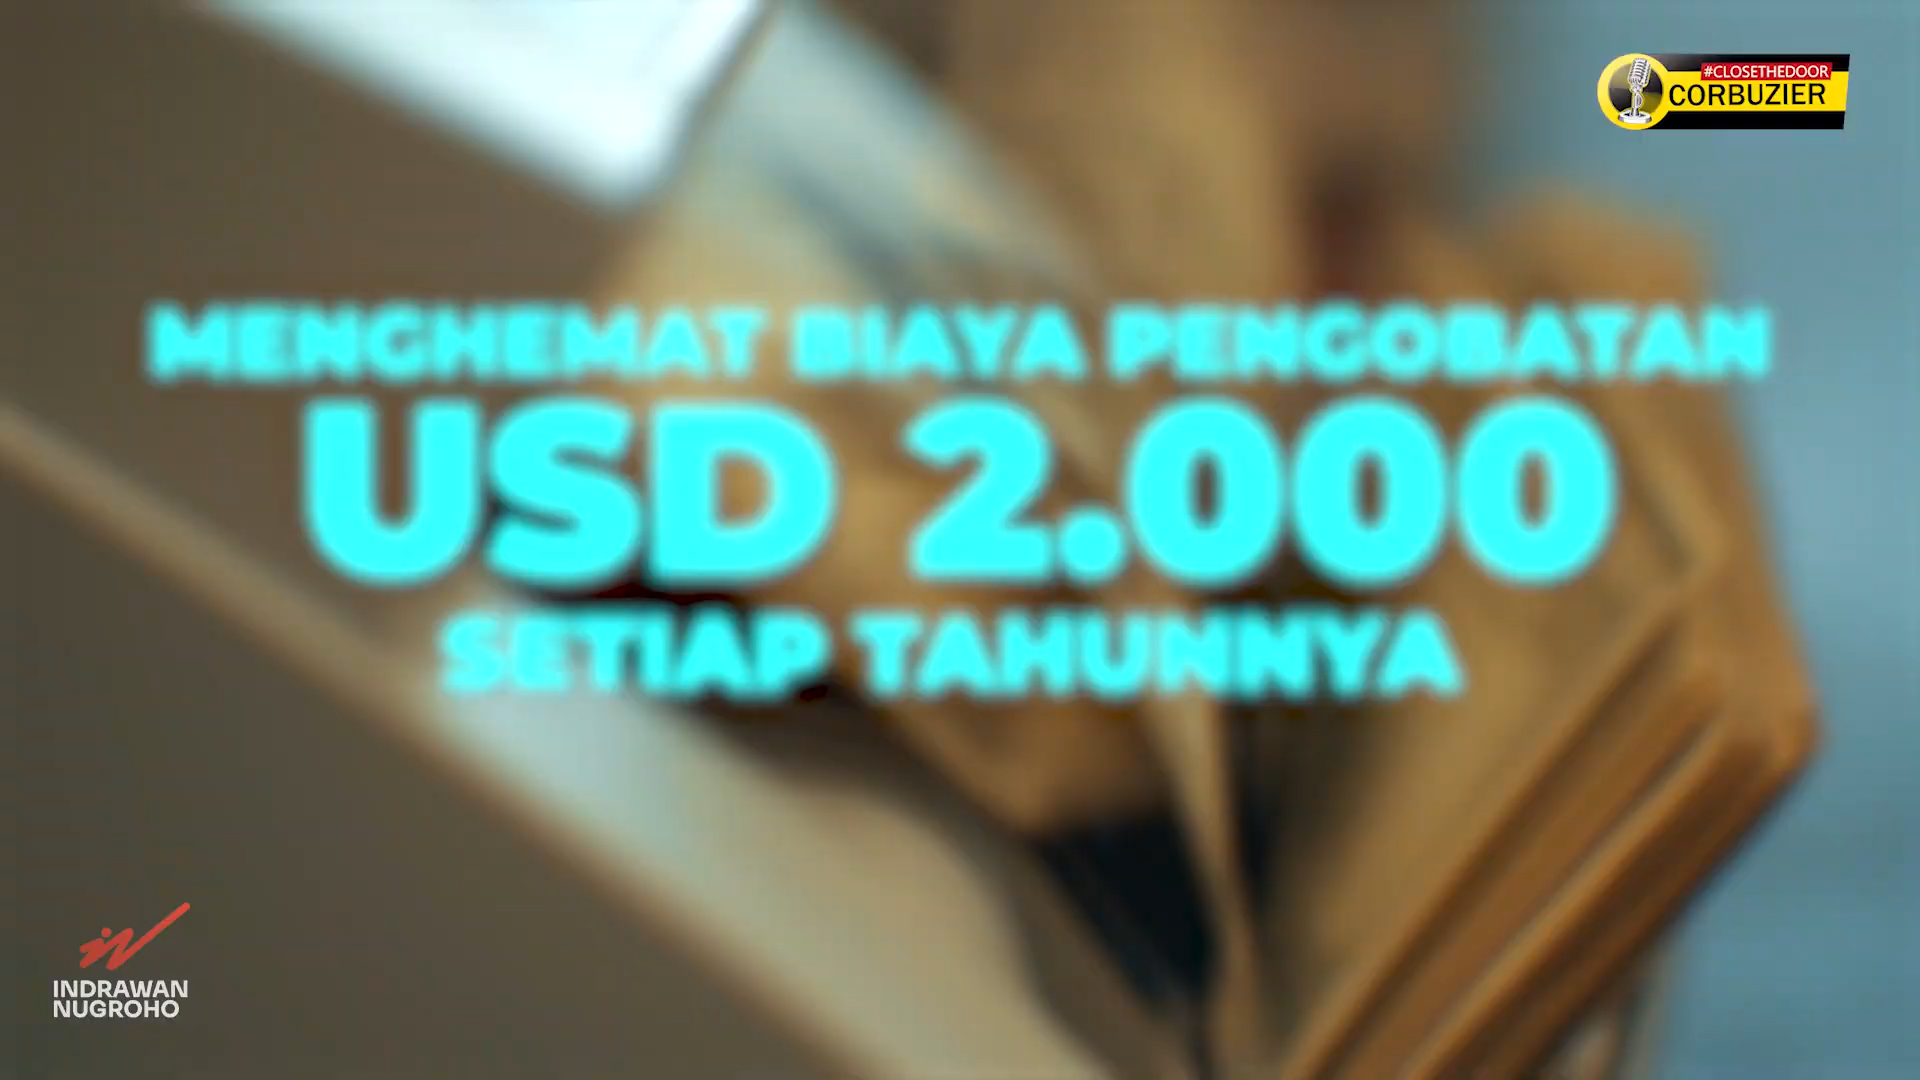 #CLOSETHEDOOR
CORBUZIER
MENGHEMAT BIAYA PENGOBATAN
USD 2.000
SETIAP TAHUNNYA
INDRAWAN
NUGROHO